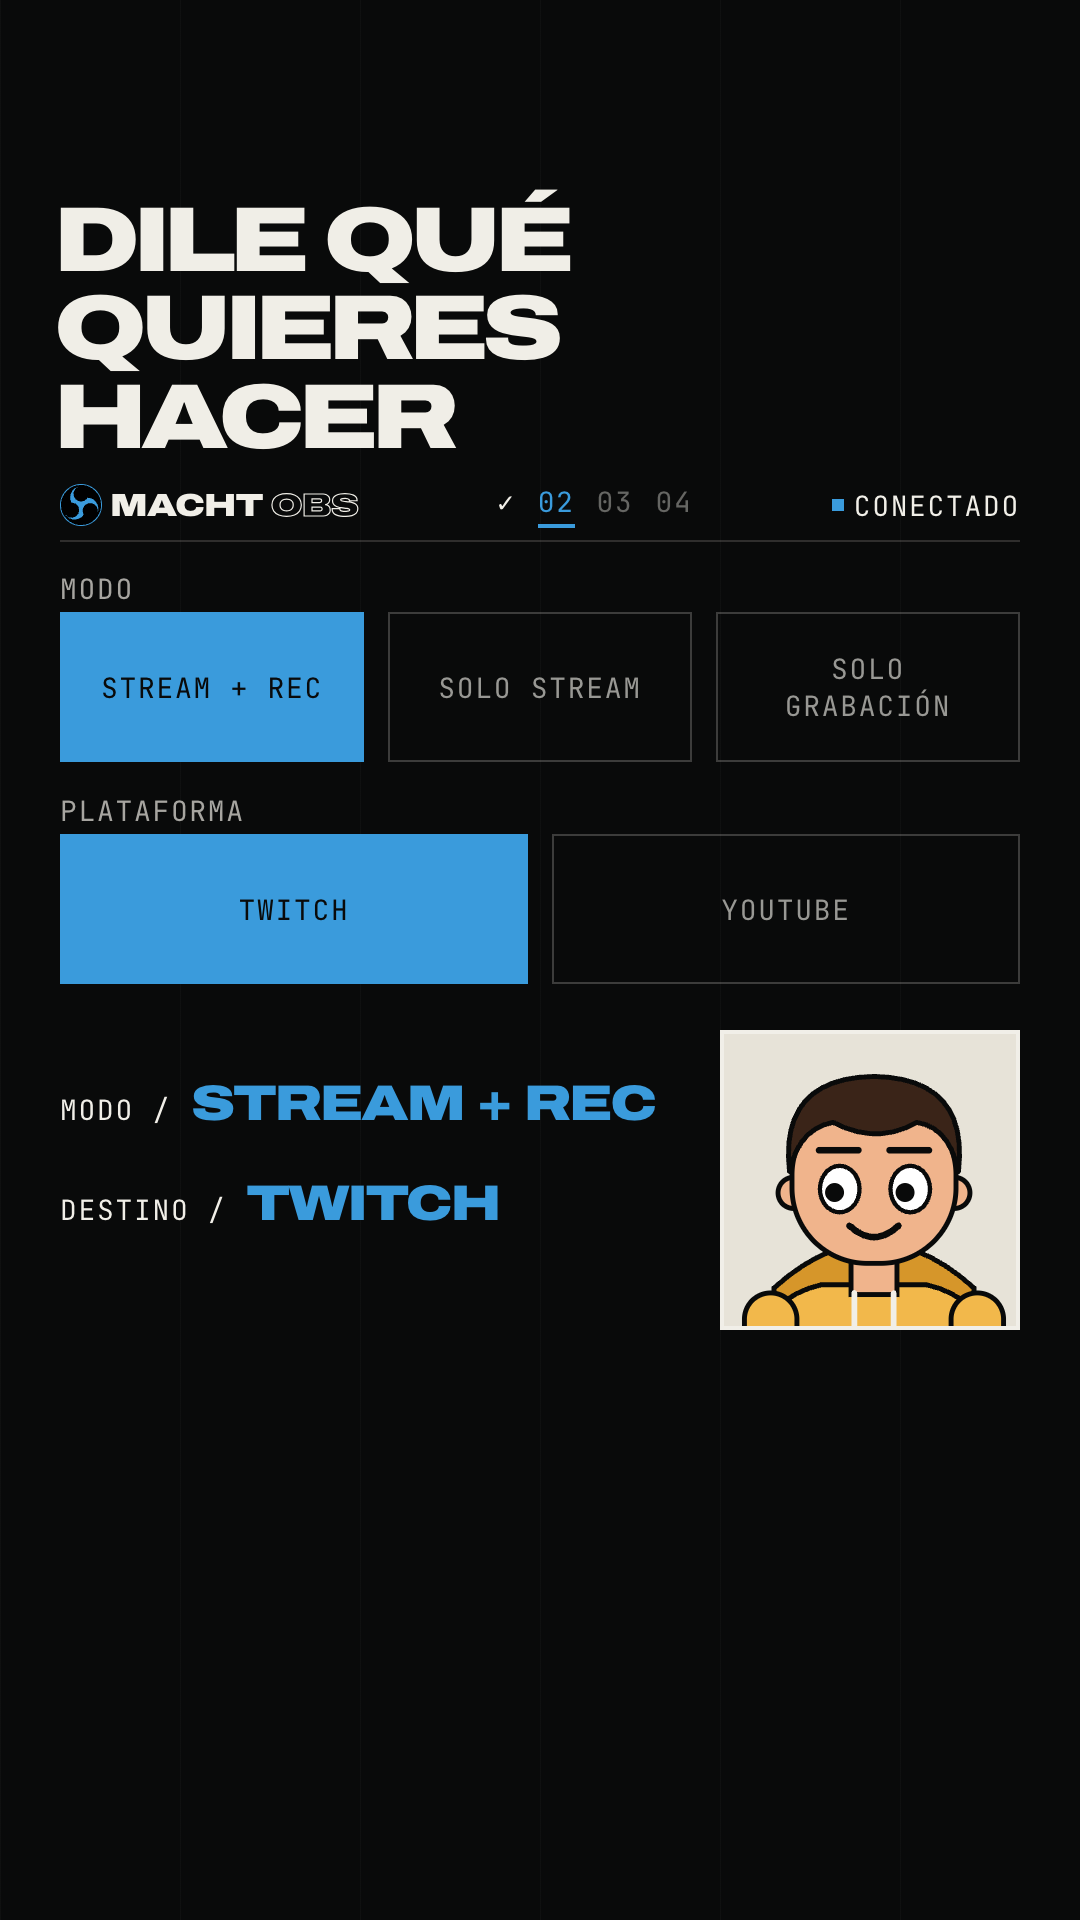 DILE QUÉ
QUIERES
HACER
MACHT OBS
✓ 02 03 04
CONECTADO
MODO
STREAM + REC
SOLO STREAM
SOLO
GRABACIÓN
PLATAFORMA
TWITCH
YOUTUBE
MODO / STREAM + REC
DESTINO / TWITCH